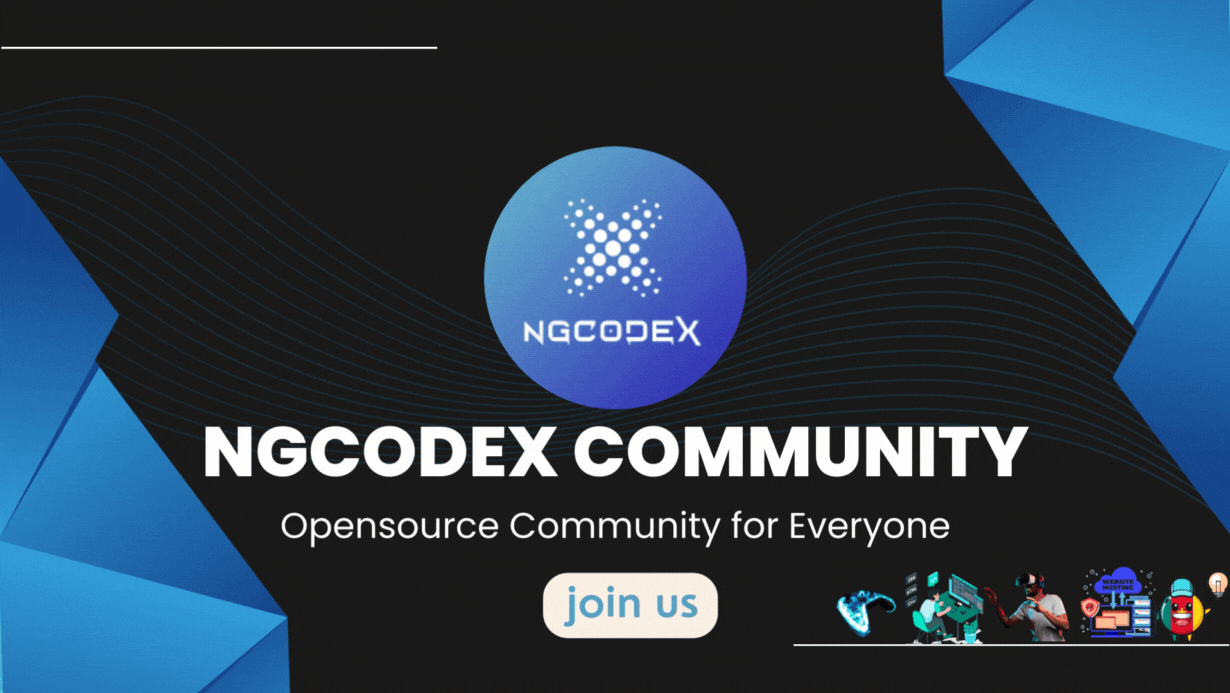 NGCODEX
NGCODEX COMMUNITY
Opensource Community for Everyone
join us
WEBSITE
HOSTING